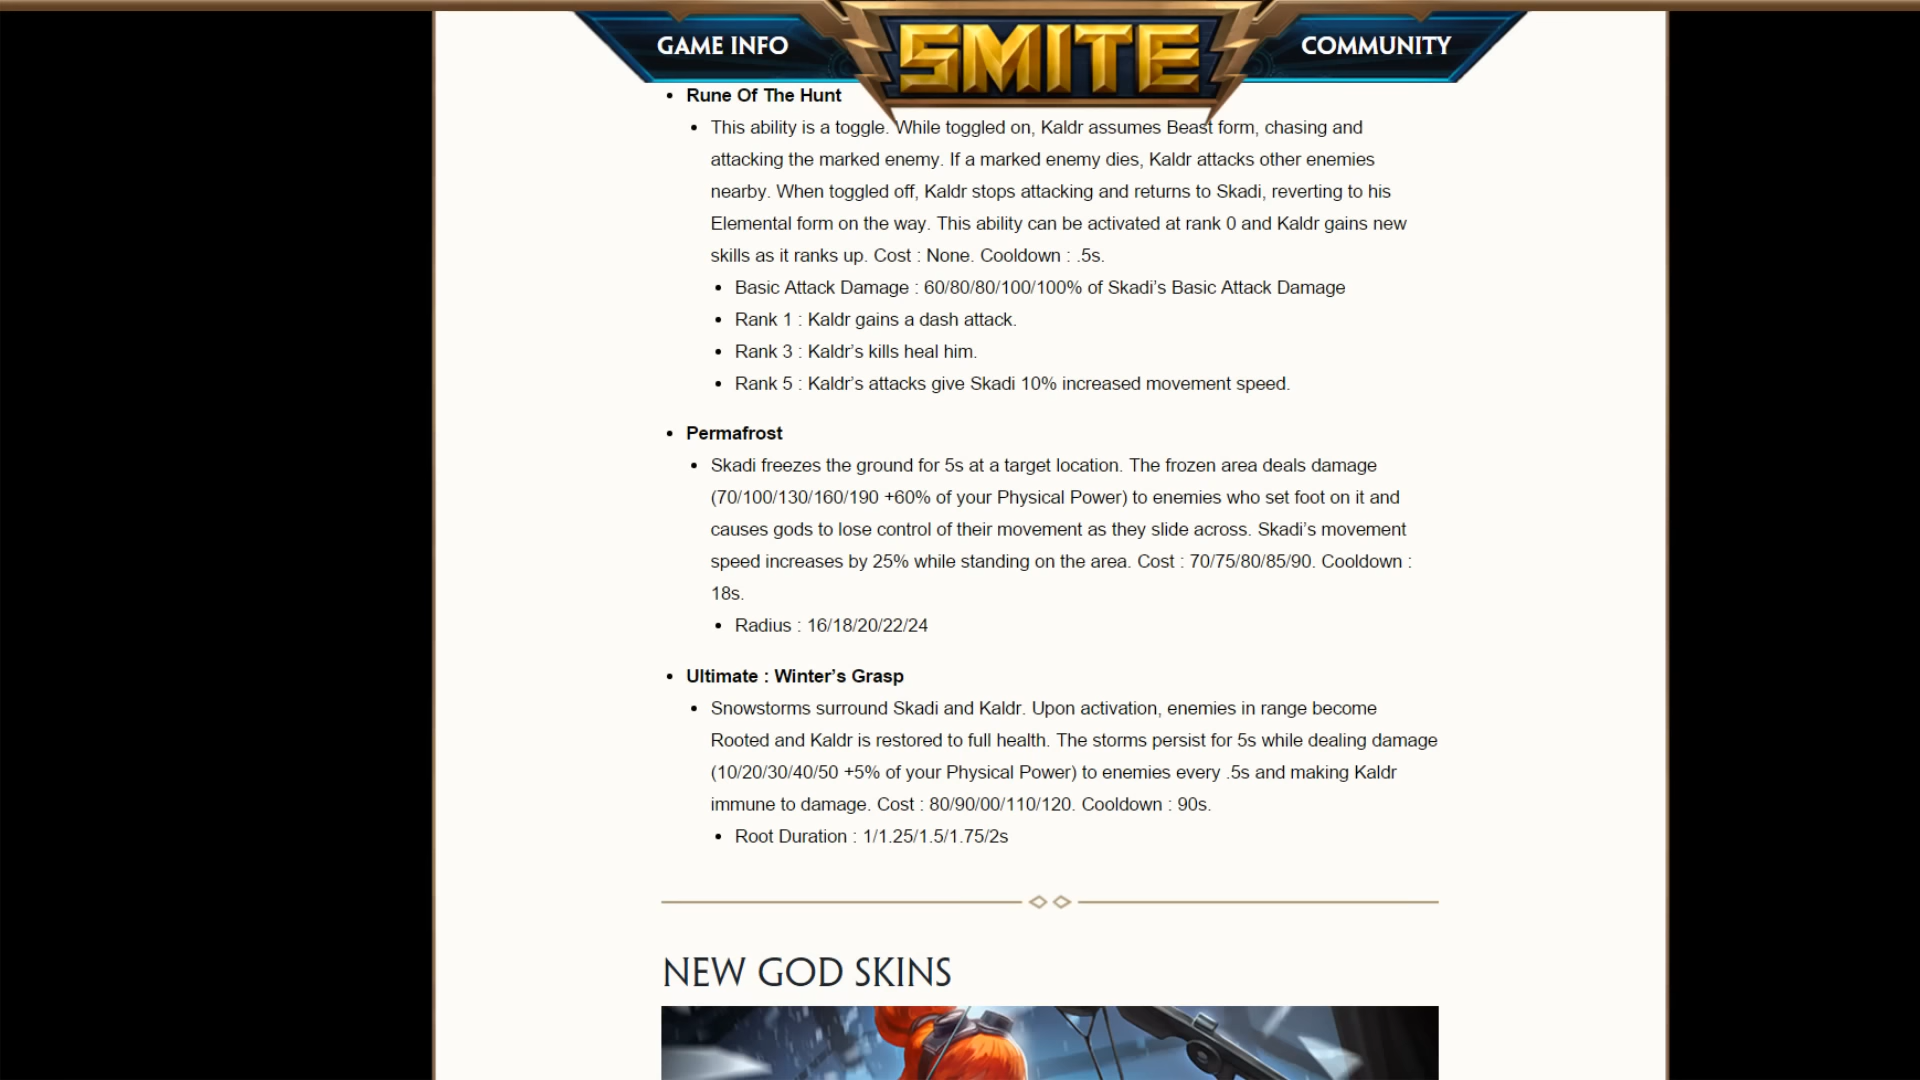 GAME INFO
SMITE
COMMUNITY
Rune Of The Hunt
This ability is a toggle. While toggled on, Kaldr assumes Beast form, chasing and
attacking the marked enemy. If a marked enemy dies, Kaldr attacks other enemies
nearby. When toggled off, Kaldr stops attacking and returns to Skadi, reverting to his
Elemental form on the way. This ability can be activated at rank 0 and Kaldr gains new
skills as it ranks up. Cost : None. Cooldown : .5s.
Basic Attack Damage : 60/80/80/100/100% of Skadi’s Basic Attack Damage
Rank 1 : Kaldr gains a dash attack.
Rank 3 : Kaldr’s kills heal him.
Rank 5 : Kaldr’s attacks give Skadi 10% increased movement speed.
Permafrost
Skadi freezes the ground for 5s at a target location. The frozen area deals damage
(70/100/130/160/190 +60% of your Physical Power) to enemies who set foot on it and
causes gods to lose control of their movement as they slide across. Skadi’s movement
speed increases by 25% while standing on the area. Cost : 70/75/80/85/90. Cooldown :
18s.
Radius : 16/18/20/22/24
Ultimate : Winter’s Grasp
Snowstorms surround Skadi and Kaldr. Upon activation, enemies in range become
Rooted and Kaldr is restored to full health. The storms persist for 5s while dealing damage
(10/20/30/40/50 +5% of your Physical Power) to enemies every .5s and making Kaldr
immune to damage. Cost : 80/90/00/110/120. Cooldown : 90s.
Root Duration : 1/1.25/1.5/1.75/2s
NEW GOD SKINS